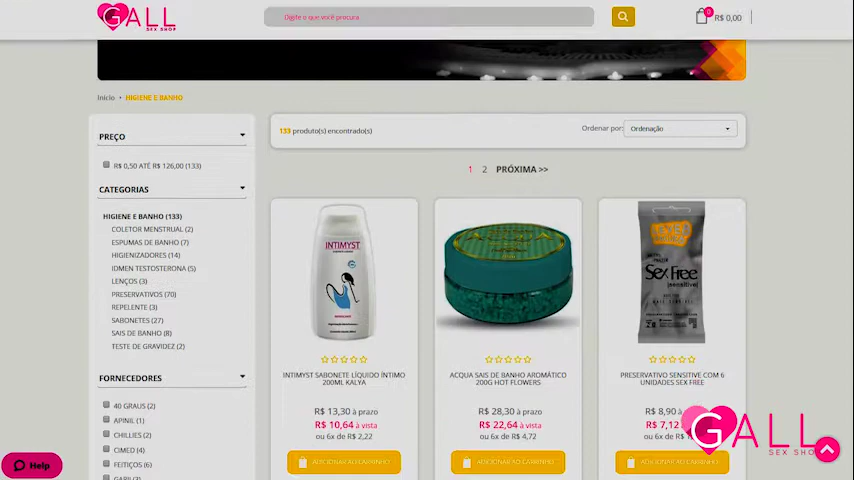 GALL
SEX SHOP
Digite o que você procura
0
R$ 0,00
Início • HIGIENE E BANHO
PREÇO
R$ 0,50 ATÉ R$ 126,00 (133)
CATEGORIAS
HIGIENE E BANHO (133)
COLETOR MENSTRUAL (2)
ESPUMAS DE BANHO (7)
HIGIENIZADORES (14)
IDMEN TESTOSTERONA (5)
LENÇOS (3)
PRESERVATIVOS (70)
REPELENTE (3)
SABONETES (27)
SAIS DE BANHO (8)
TESTE DE GRAVIDEZ (2)
FORNECEDORES
40 GRAUS (2)
APINIL (1)
CHILLIES (2)
CIMED (4)
FEITIÇOS (6)
Help
133 produto(s) encontrado(s)
Ordenar por:
Ordenação
1 2 PRÓXIMA >>
INTIMYST
INTIMYST SABONETE LÍQUIDO ÍNTIMO
200ML KALYA
R$ 13,30 à prazo
R$ 10,64 à vista
ou 6x de R$ 2,22
ADICIONAR AO CARRINHO
ACQUA SAIS DE BANHO AROMÁTICO
200G HOT FLOWERS
R$ 28,30 à prazo
R$ 22,64 à vista
ou 6x de R$ 4,72
ADICIONAR AO CARRINHO
Sex Free
[sensitive]
PRESERVATIVO SENSITIVE COM 6
UNIDADES SEX FREE
R$ 8,90
R$ 7,12
ou 6x de
ADICIONAR AO CARRINHO
GALL
SEX SHOP